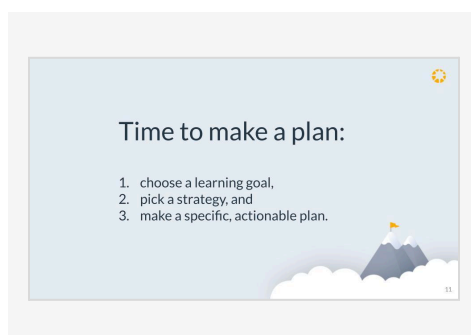 Time to make a plan:
1. choose a learning goal,
2. pick a strategy, and
3. make a specific, actionable plan.
11